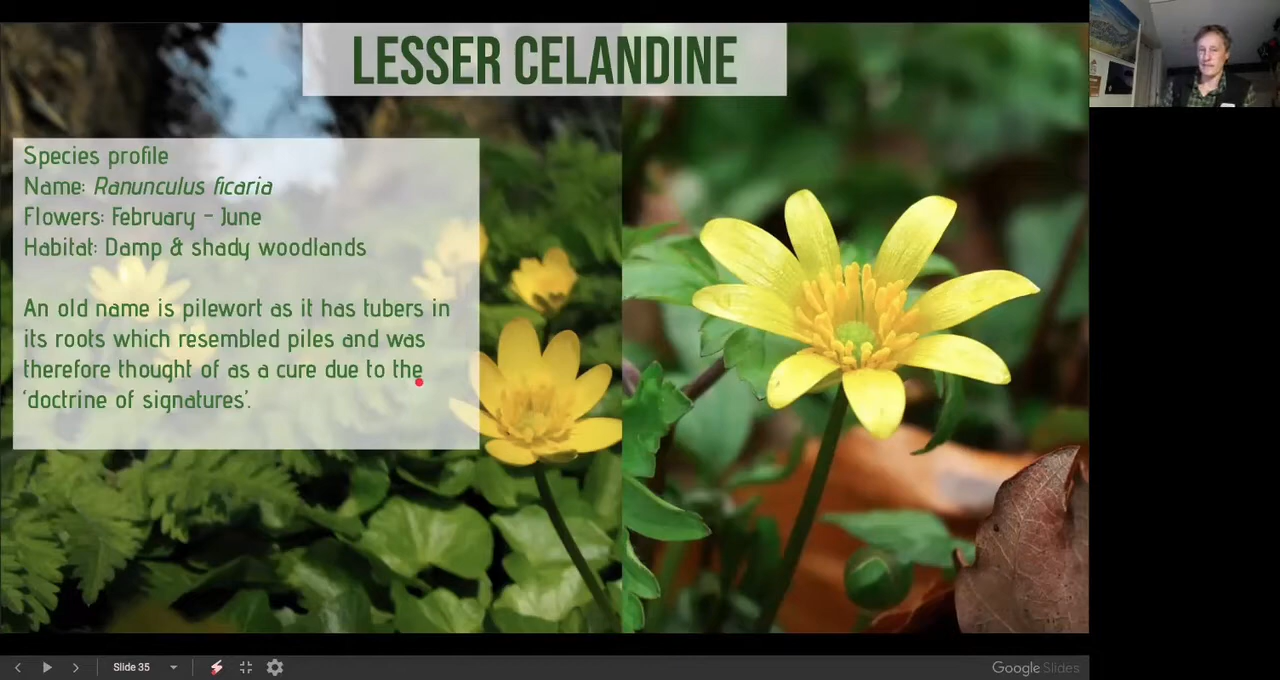 LESSER CELANDINE
Species profile
Name: Ranunculus ficaria
Flowers: February - June
Habitat: Damp & shady woodlands
An old name is pilewort as it has tubers in
its roots which resembled piles and was
therefore thought of as a cure due to the
‘doctrine of signatures’.
Slide 35
Google Slides